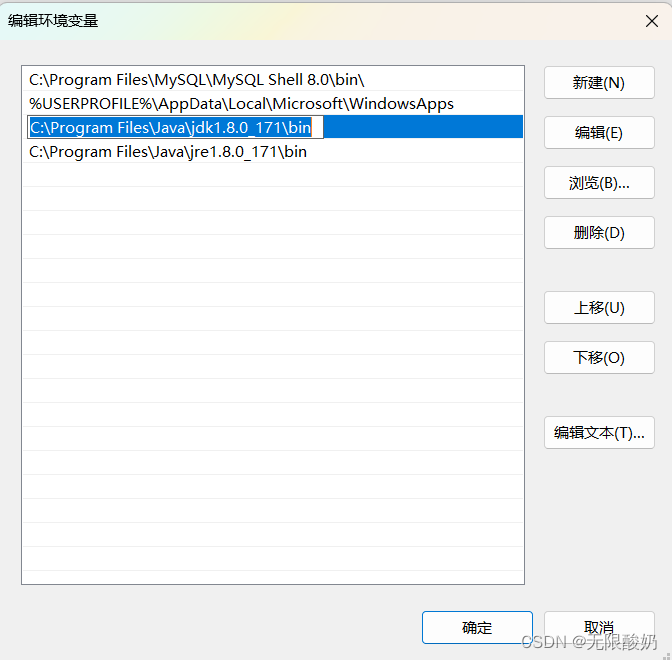 编辑环境变量
C:\Program Files\MySQL\MySQL Shell 8.0\bin\
%USERPROFILE%\AppData\Local\Microsoft\WindowsApps
C:\Program Files\Java\jdk1.8.0_171\bin
C:\Program Files\Java\jre1.8.0_171\bin
新建(N)
编辑(E)
浏览(B)...
删除(D)
上移(U)
下移(O)
编辑文本(T)...
确定
取消
CSDN @无限酸奶